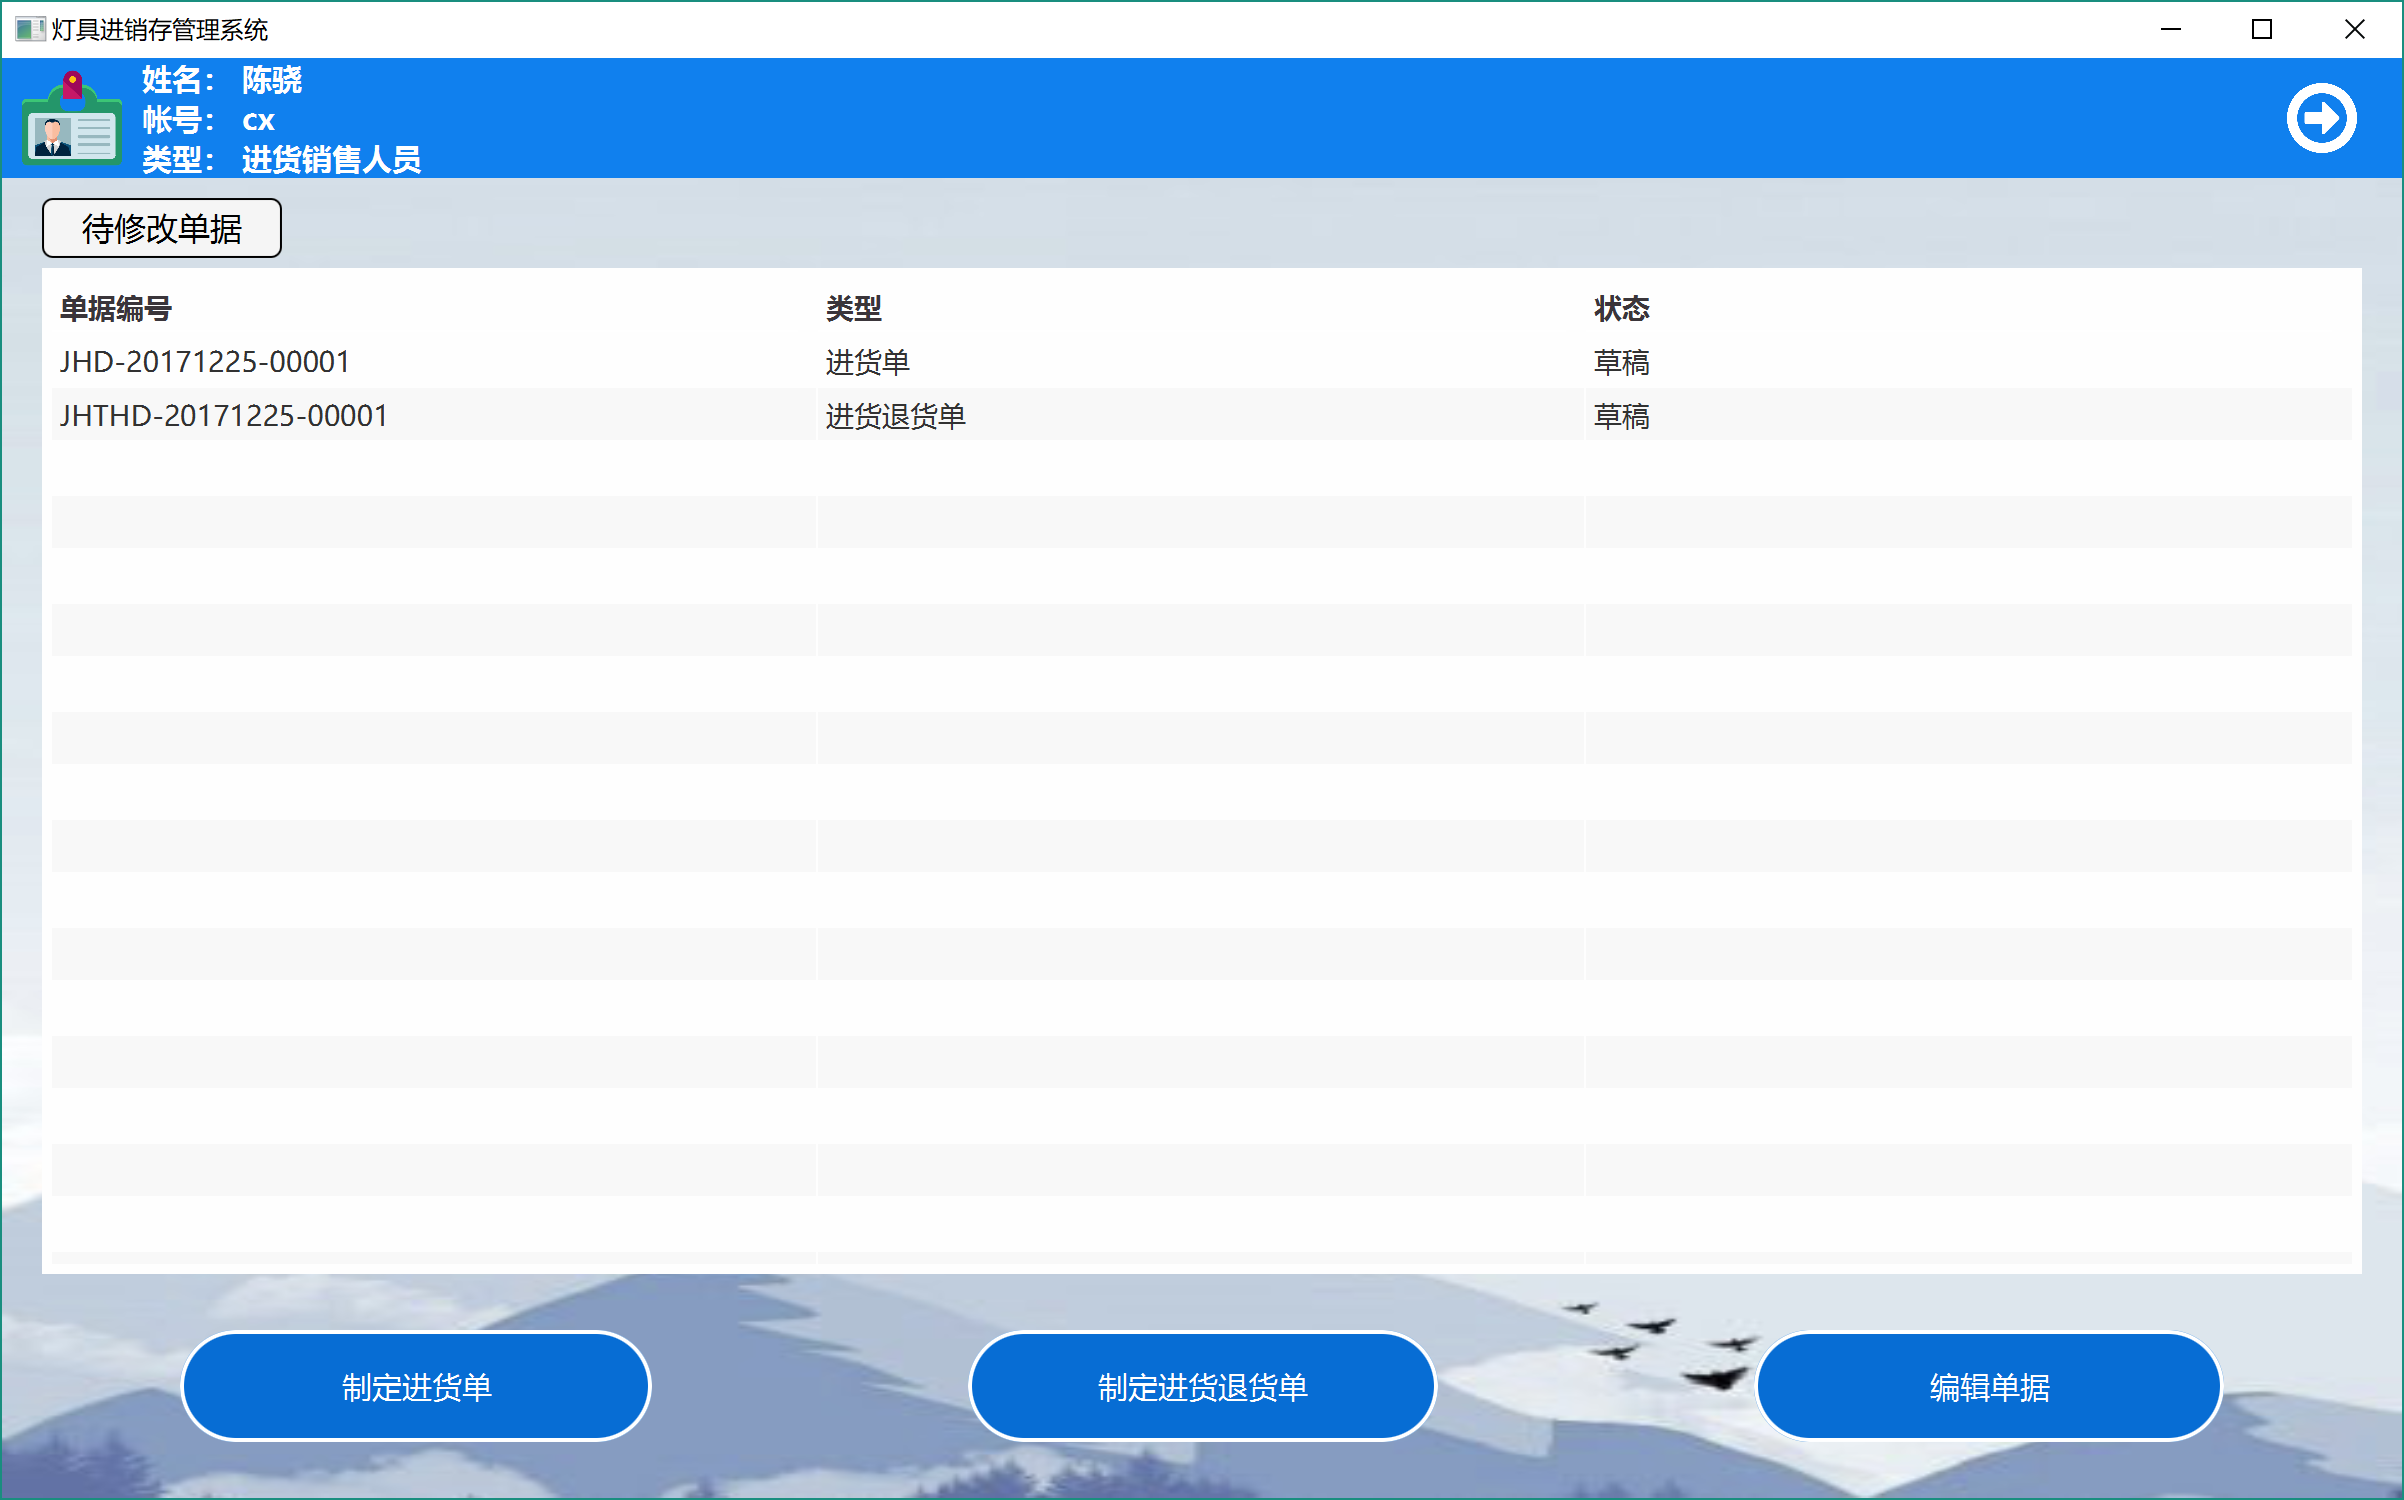 灯具进销存管理系统
姓名： 陈骁
帐号： cx
类型： 进货销售人员
待修改单据
单据编号 类型 状态
JHD-20171225-00001 进货单 草稿
JHTHD-20171225-00001 进货退货单 草稿
制定进货单 制定进货退货单 编辑单据